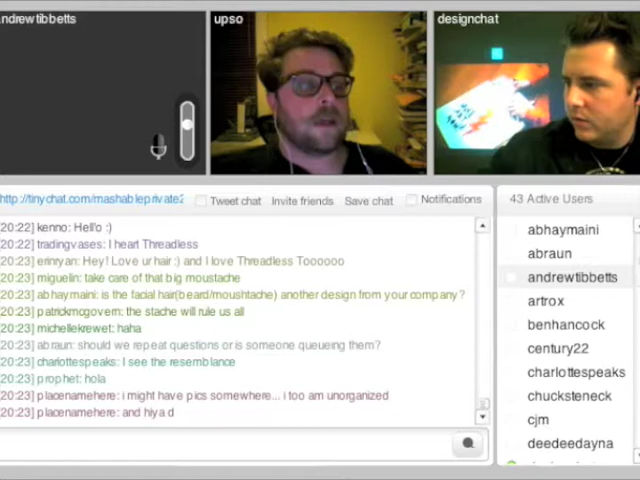 andrewtibbetts
upso
designchat
http://tinychat.com/mashableprivate2
Tweet chat
Invite friends
Save chat
Notifications
43 Active Users
[20:22] kenno: Hell'o :)
[20:22] tradingvases: I heart Threadless
[20:23] erinryan: Hey! Love ur hair :) and I love Threadless Toooooo
[20:23] miguelin: take care of that big moustache
[20:23] abhaymaini: is the facial hair(beard/moushtache) another design from your company?
[20:23] patrickmcgovern: the stache will rule us all
[20:23] michellekrewet: haha
[20:23] abraun: should we repeat questions or is someone queueing them?
[20:23] charlottespeaks: I see the resemblance
[20:23] prophet: hola
[20:23] placenamehere: i might have pics somewhere... i too am unorganized
[20:23] placenamehere: and hiya d
abhaymaini
abraun
andrewtibbetts
artrox
benhancock
century22
charlottespeaks
chucksteneck
cjm
deedeedayna